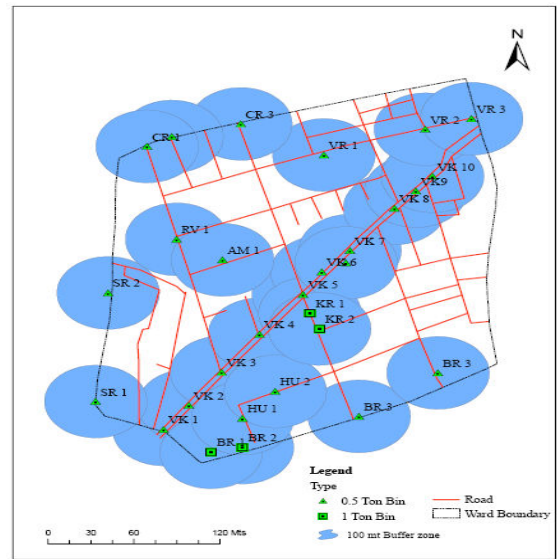 N
VR 3
CR 3
VR 2
CR 1
VR 1
VK 10
VK9
VK 8
RV 1
AM 1
VK 7
VK 6
SR 2
VK 5
KR 1
KR 2
VK 4
VK 3
BR 3
HU 2
SR 1
VK 2
HU 1
BR 3
VK 1
BR 1
BR 2
Legend
Type
0.5 Ton Bin
Road
1 Ton Bin
Ward Boundary
100 mt Buffer zone
0 30 60 120 Mts